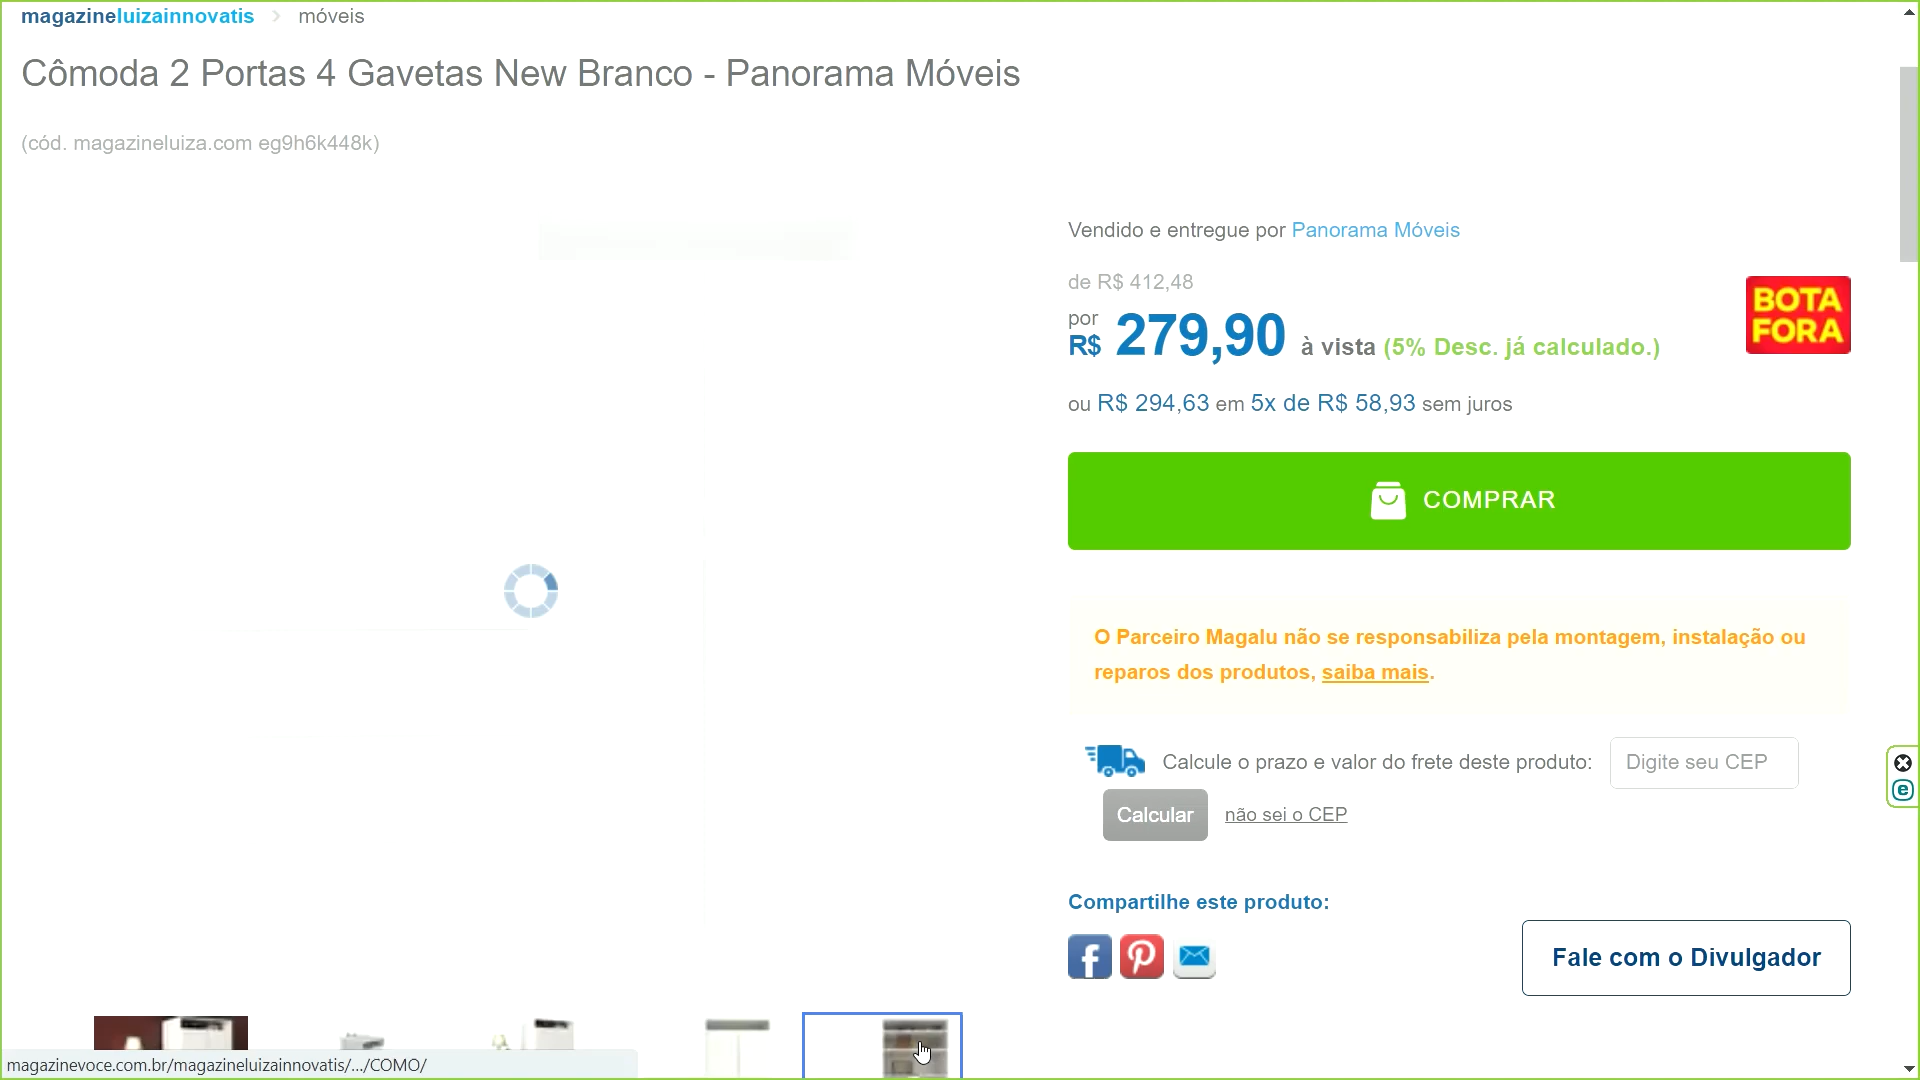 magazineluizainnovatis > móveis
Cômoda 2 Portas 4 Gavetas New Branco - Panorama Móveis
(cód. magazineluiza.com eg9h6k448k)
Vendido e entregue por Panorama Móveis
de R$ 412,48
por
R$ 279,90 à vista (5% Desc. já calculado.)
BOTA
FORA
ou R$ 294,63 em 5x de R$ 58,93 sem juros
COMPRAR
O Parceiro Magalu não se responsabiliza pela montagem, instalação ou
reparos dos produtos, saiba mais.
Calcule o prazo e valor do frete deste produto: Digite seu CEP
Calcular não sei o CEP
Compartilhe este produto:
Fale com o Divulgador
magazinevoce.com.br/magazineluizainnovatis/.../COMO/